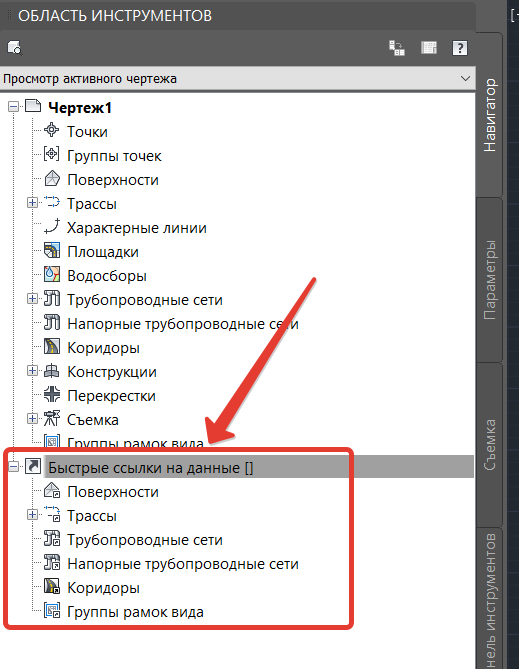 ОБЛАСТЬ ИНСТРУМЕНТОВ
Просмотр активного чертежа
Чертеж1
Точки
Группы точек
Поверхности
Трассы
Характерные линии
Площадки
Водосборы
Трубопроводные сети
Напорные трубопроводные сети
Коридоры
Конструкции
Перекрестки
Съемка
Группы рамок вида
Быстрые ссылки на данные []
Поверхности
Трассы
Трубопроводные сети
Напорные трубопроводные сети
Коридоры
Группы рамок вида
Навигатор
Параметры
Съемка
инструментов